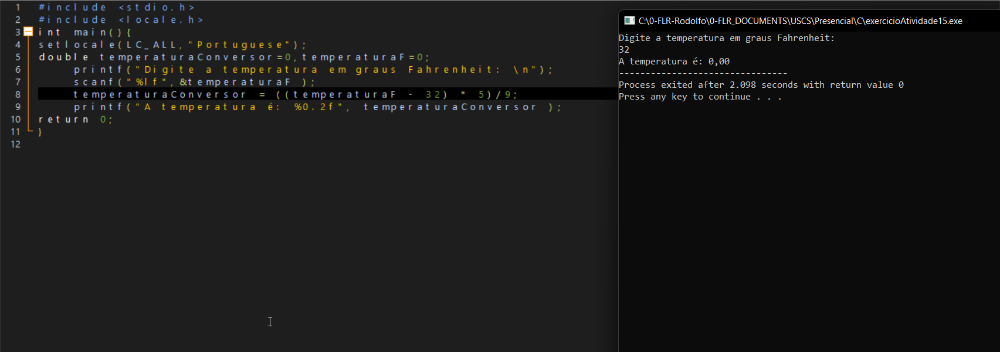 1 #include <stdio.h>
2 #include <locale.h>
3 int main(){
4 setlocale(LC_ALL,"Portuguese");
5 double temperaturaConversor=0,temperaturaF=0;
6 printf("Digite a temperatura em graus Fahrenheit: \n");
7 scanf("%lf", &temperaturaF );
8 temperaturaConversor = ((temperaturaF - 32) * 5)/9;
9 printf("A temperatura é: %0.2f", temperaturaConversor );
10 return 0;
11 }
12
C:\0-FLR-Rodolfo\0-FLR_DOCUMENTS\USCS\Presencial\C\exercicioAtividade15.exe
Digite a temperatura em graus Fahrenheit:
32
A temperatura é: 0,00
--------------------------------
Process exited after 2.098 seconds with return value 0
Press any key to continue . . .